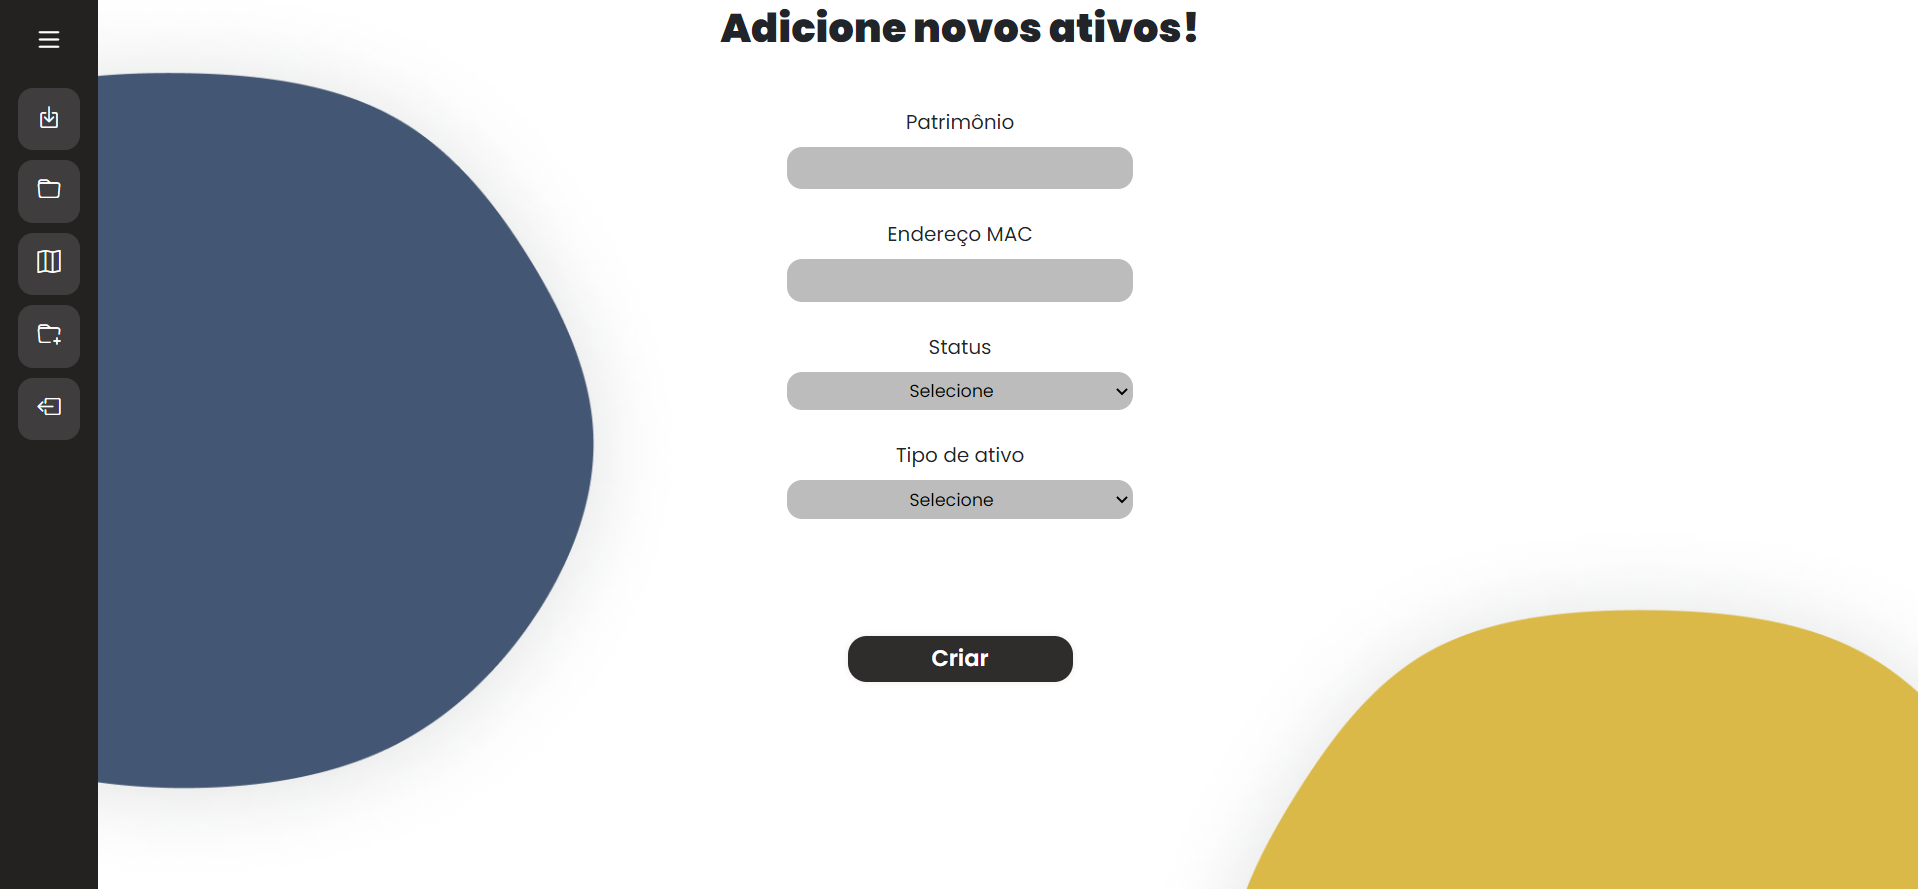 Adicione novos ativos!
Patrimônio
Endereço MAC
Status
Selecione
Tipo de ativo
Selecione
Criar